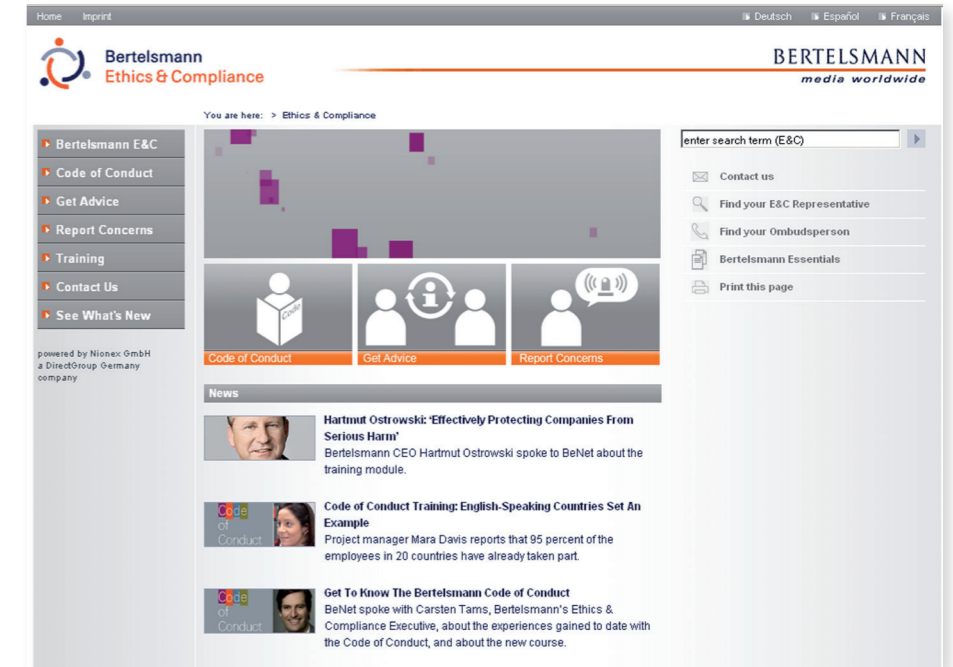 Home Imprint
Deutsch Español Français
Bertelsmann
Ethics & Compliance
BERTELSMANN
media worldwide
You are here: > Ethics & Compliance
Bertelsmann E&C
Code of Conduct
Get Advice
Report Concerns
Training
Contact Us
See What's New
powered by Nionex GmbH
a DirectGroup Germany
company
Code
Code of Conduct
Get Advice
Report Concerns
enter search term (E&C)
Contact us
Find your E&C Representative
Find your Ombudsperson
Bertelsmann Essentials
Print this page
News
Hartmut Ostrowski: ‘Effectively Protecting Companies From
Serious Harm’
Bertelsmann CEO Hartmut Ostrowski spoke to BeNet about the
training module.
Code
of
Conduct
Code of Conduct Training: English-Speaking Countries Set An
Example
Project manager Mara Davis reports that 95 percent of the
employees in 20 countries have already taken part.
Code
of
Conduct
Get To Know The Bertelsmann Code of Conduct
BeNet spoke with Carsten Tams, Bertelsmann's Ethics &
Compliance Executive, about the experiences gained to date with
the Code of Conduct, and about the new course.